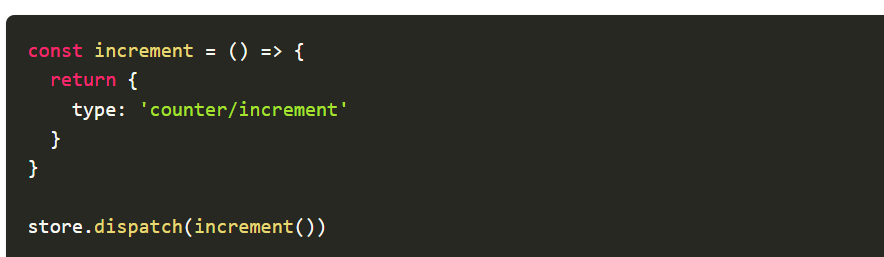 const increment = () => {
  return {
    type: 'counter/increment'
  }
}

store.dispatch(increment())